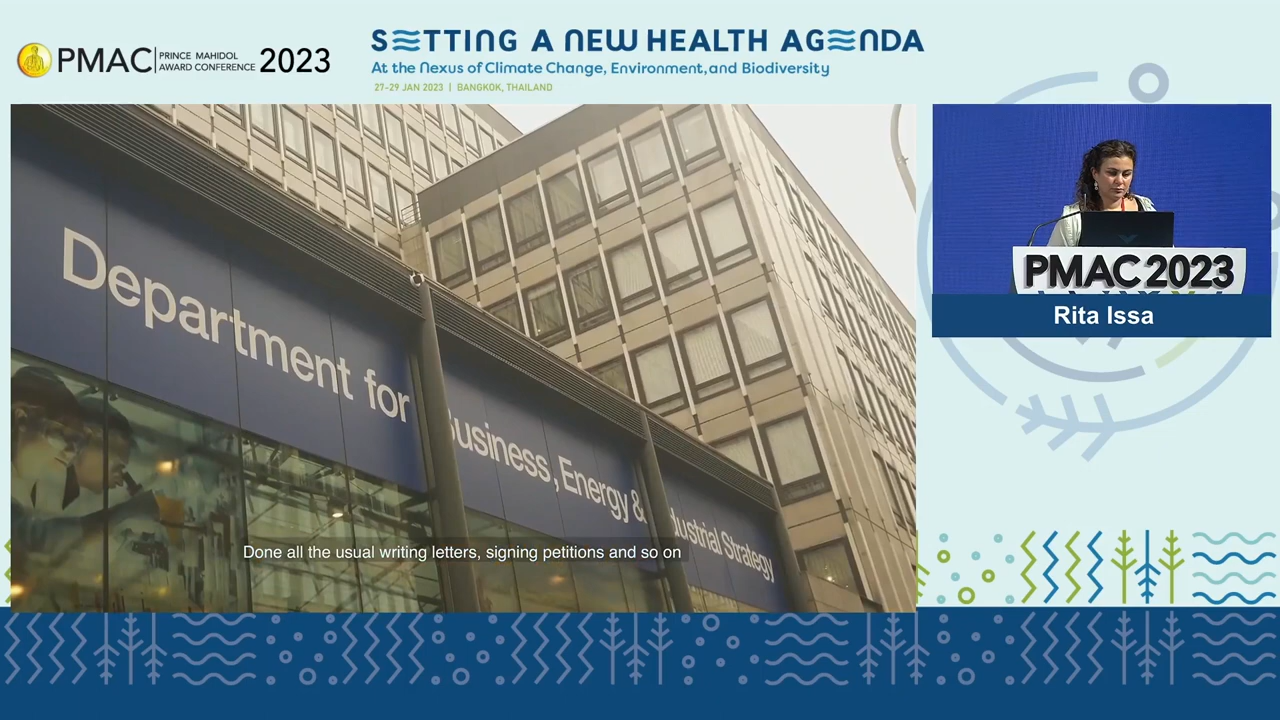 PMAC PRINCE MAHIDOL AWARD CONFERENCE 2023
SETTING A NEW HEALTH AGENDA
At the Nexus of Climate Change, Environment, and Biodiversity
27-29 JAN 2023 | BANGKOK, THAILAND
Department for Business, Energy & Industrial Strategy
Done all the usual writing letters, signing petitions and so on
PMAC 2023
Rita Issa